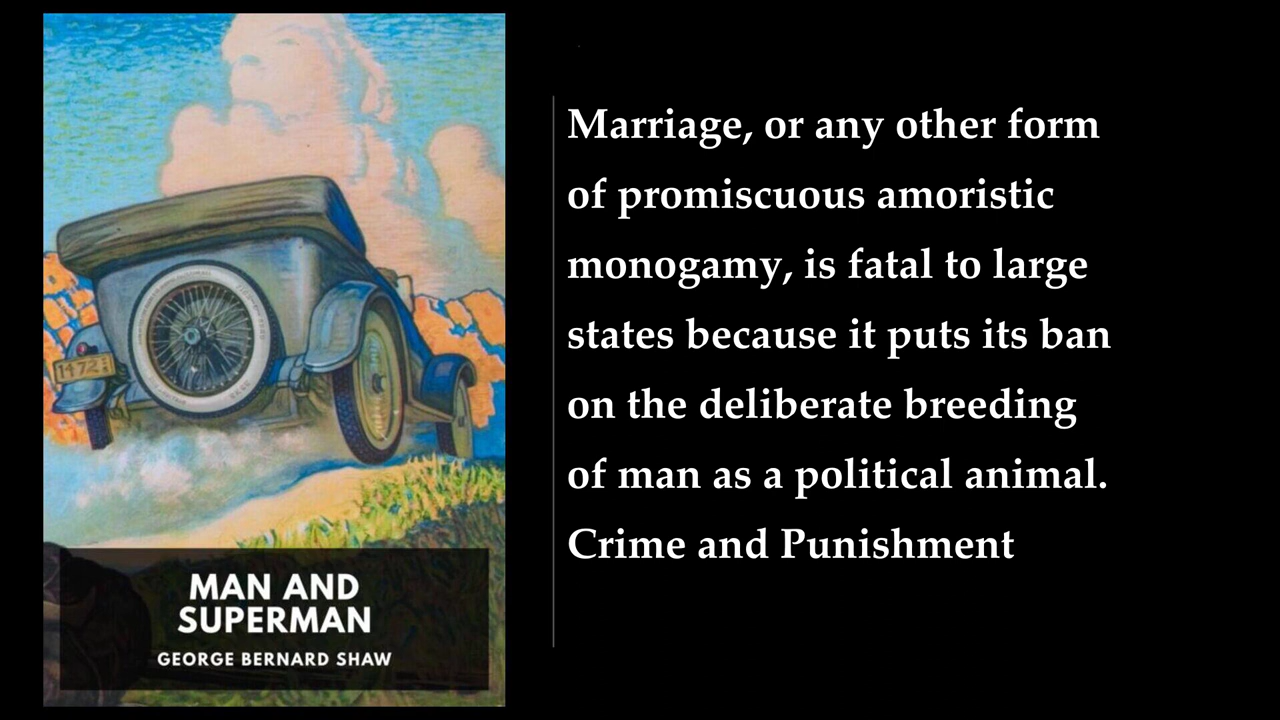 1472
MAN AND
SUPERMAN
GEORGE BERNARD SHAW
Marriage, or any other form
of promiscuous amoristic
monogamy, is fatal to large
states because it puts its ban
on the deliberate breeding
of man as a political animal.
Crime and Punishment